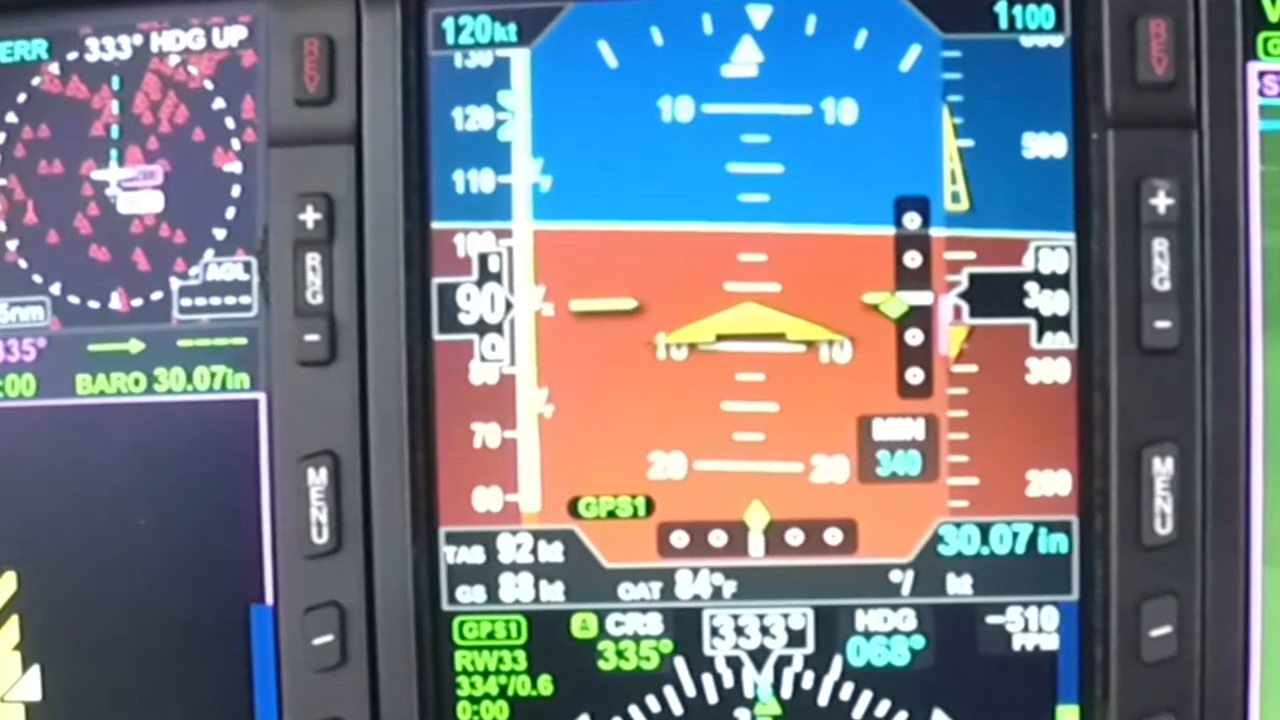 ERR
333° HDG UP
AGL
5nm
335°
:00
BARO 30.07in
REV
+
RNG
-
MENU
120kt
1100
130
120
110
100
90
80
70
60
10 10
10 10
20 20
500
300
200
MIN
340
GPS1
30.07 in
TAS 92 kt
GS 88 kt
OAT 84°F
°/ kt
GPS1
RW33
334°/0.6
0:00
CRS
335°
333°
HDG
068°
-510
FPM
REV
+
RNG
-
MENU